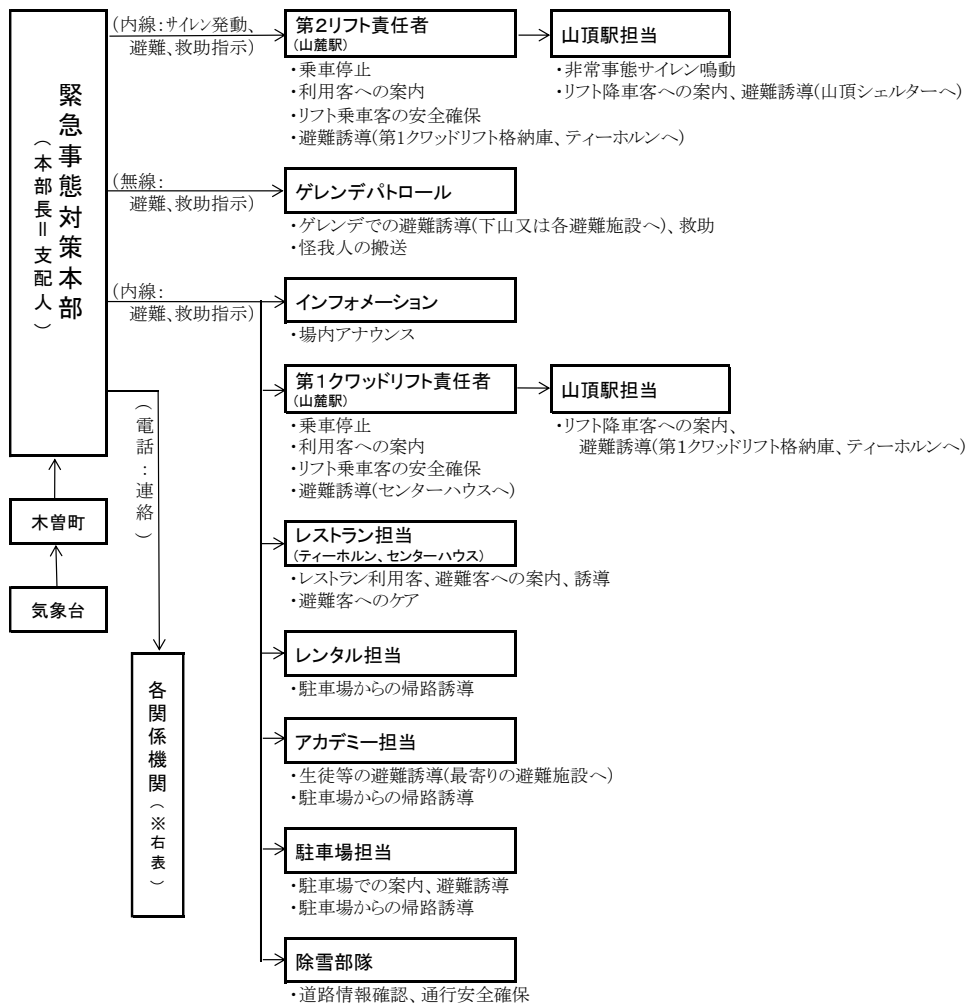 緊急事態対策本部
(本部長=支配人)
木曽町
気象台
(内線:サイレン発動、
避難、救助指示)
第2リフト責任者
(山麓駅)
・乗車停止
・利用客への案内
・リフト乗車客の安全確保
・避難誘導(第1クワッドリフト格納庫、ティーホルンへ)
山頂駅担当
・非常事態サイレン鳴動
・リフト降車客への案内、避難誘導(山頂シェルターへ)
(無線:
避難、救助指示)
ゲレンデパトロール
・ゲレンデでの避難誘導(下山又は各避難施設へ)、救助
・怪我人の搬送
(内線:
避難、救助指示)
インフォメーション
・場内アナウンス
第1クワッドリフト責任者
(山麓駅)
・乗車停止
・利用客への案内
・リフト乗車客の安全確保
・避難誘導(センターハウスへ)
山頂駅担当
・リフト降車客への案内、
避難誘導(第1クワッドリフト格納庫、ティーホルンへ)
(電話:連絡)
各関係機関(※右表)
レストラン担当
(ティーホルン、センターハウス)
・レストラン利用客、避難客への案内、誘導
・避難客へのケア
レンタル担当
・駐車場からの帰路誘導
アカデミー担当
・生徒等の避難誘導(最寄りの避難施設へ)
・駐車場からの帰路誘導
駐車場担当
・駐車場での案内、避難誘導
・駐車場からの帰路誘導
除雪部隊
・道路情報確認、通行安全確保